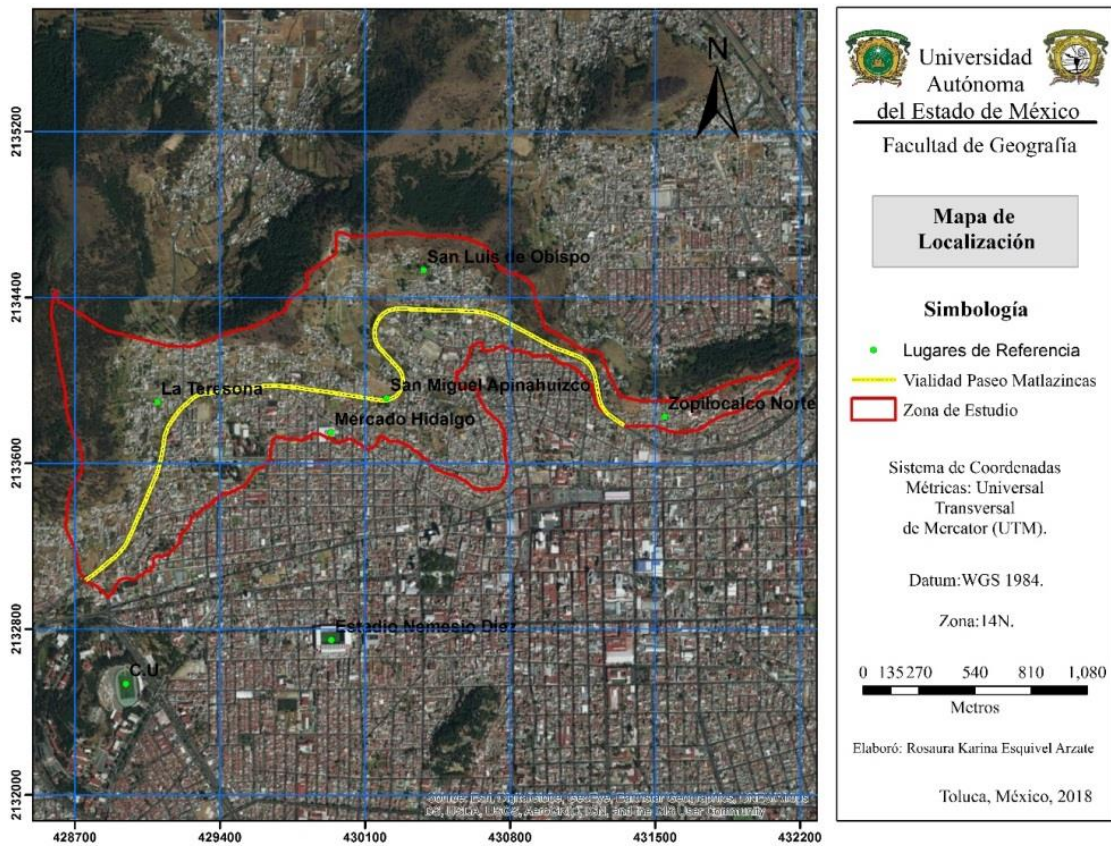 N
2135200
2134400
2133600
2132800
2132000
428700
429400
430100
430800
431500
432200
San Luis de Obispo
La Teresona
San Miguel Apinahuizco
Zopilocalco Norte
Mercado Hidalgo
Estadio Nemesio Diez
C.U
Universidad
Autónoma
del Estado de México
Facultad de Geografía
Mapa de
Localización
Simbología
Lugares de Referencia
Vialidad Paseo Matlazincas
Zona de Estudio
Sistema de Coordenadas
Métricas: Universal
Transversal
de Mercator (UTM).
Datum:WGS 1984.
Zona:14N.
0 135 270 540 810 1,080
Metros
Elaboró: Rosaura Karina Esquivel Arzate
Toluca, México, 2018